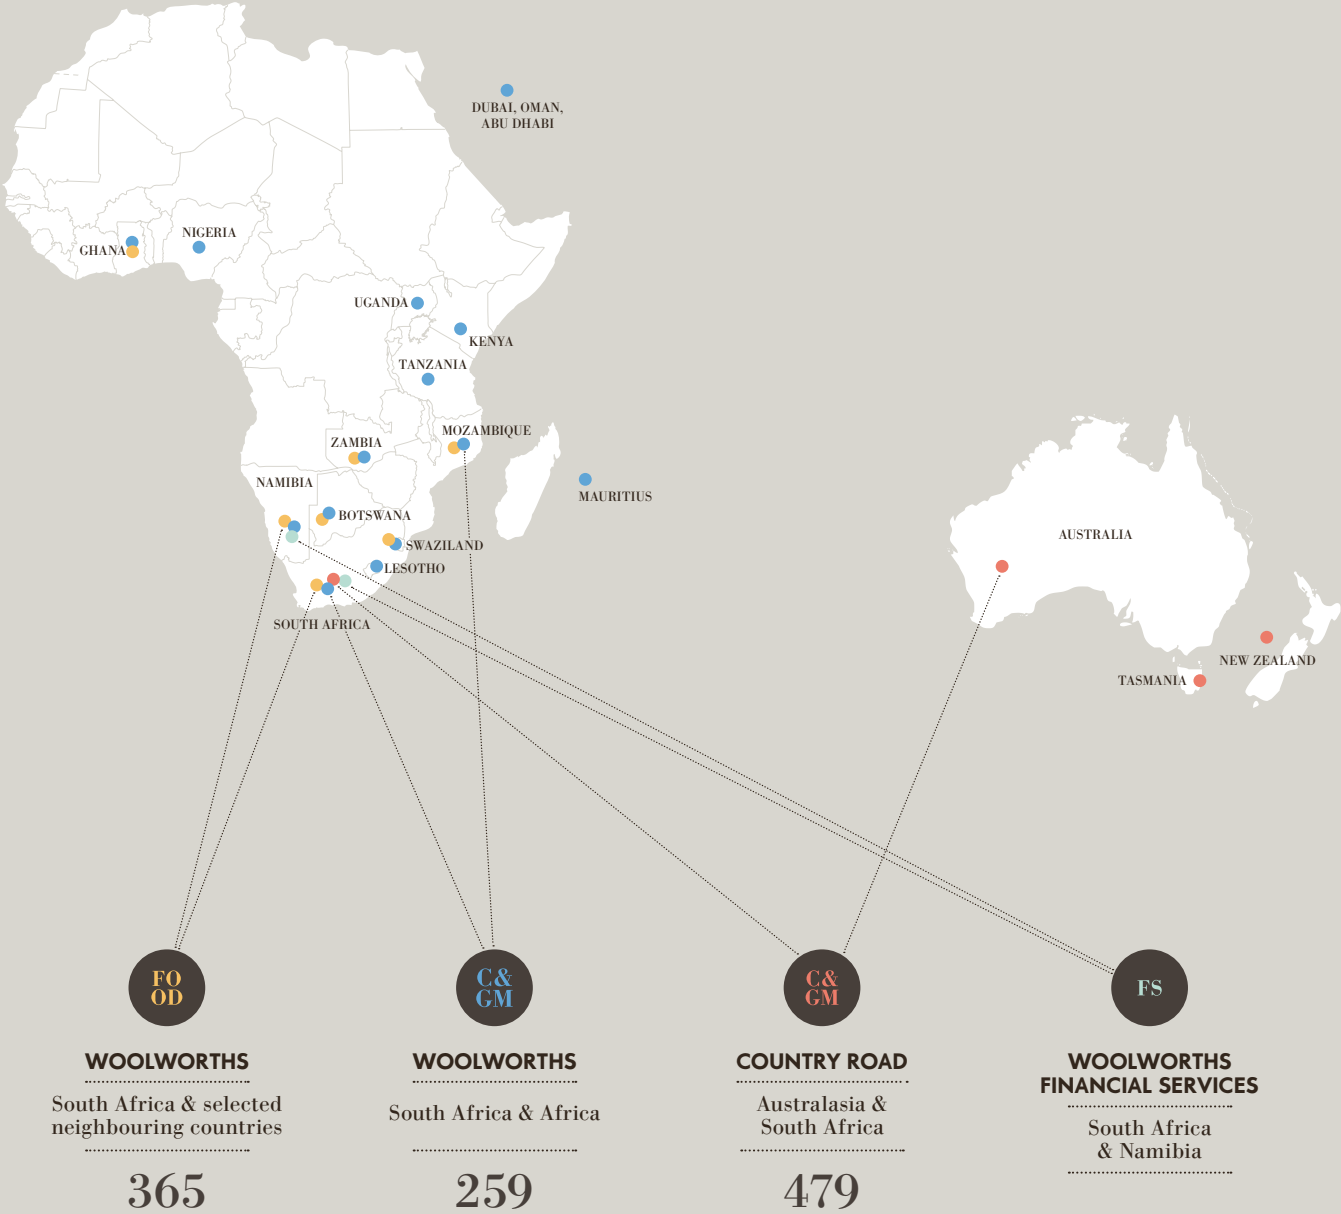 DUBAI, OMAN,
ABU DHABI
NIGERIA
GHANA
UGANDA
KENYA
TANZANIA
MOZAMBIQUE
ZAMBIA
NAMIBIA
MAURITIUS
BOTSWANA
SWAZILAND
LESOTHO
SOUTH AFRICA
AUSTRALIA
NEW ZEALAND
TASMANIA
FO
OD
WOOLWORTHS
South Africa & selected
neighbouring countries
365
C&
GM
WOOLWORTHS
South Africa & Africa
259
C&
GM
COUNTRY ROAD
Australasia &
South Africa
479
FS
WOOLWORTHS
FINANCIAL SERVICES
South Africa
& Namibia